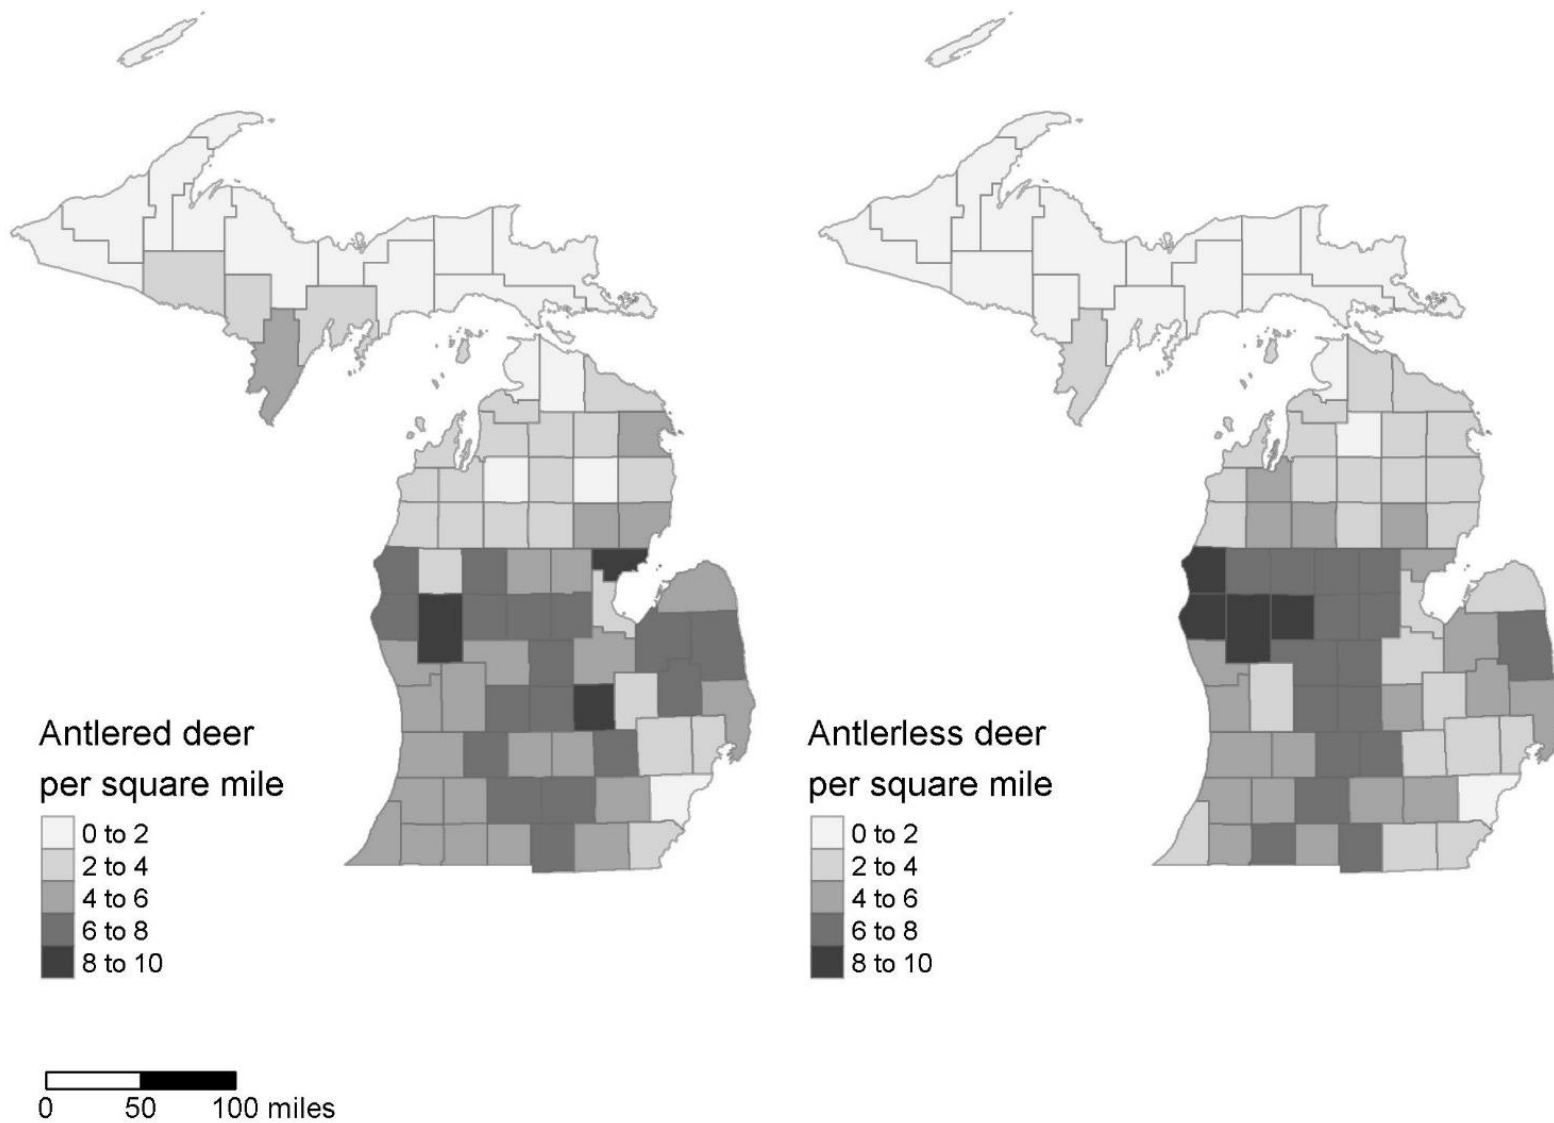 Antlered deer
per square mile
0 to 2
2 to 4
4 to 6
6 to 8
8 to 10
0 50 100 miles
Antlerless deer
per square mile
0 to 2
2 to 4
4 to 6
6 to 8
8 to 10